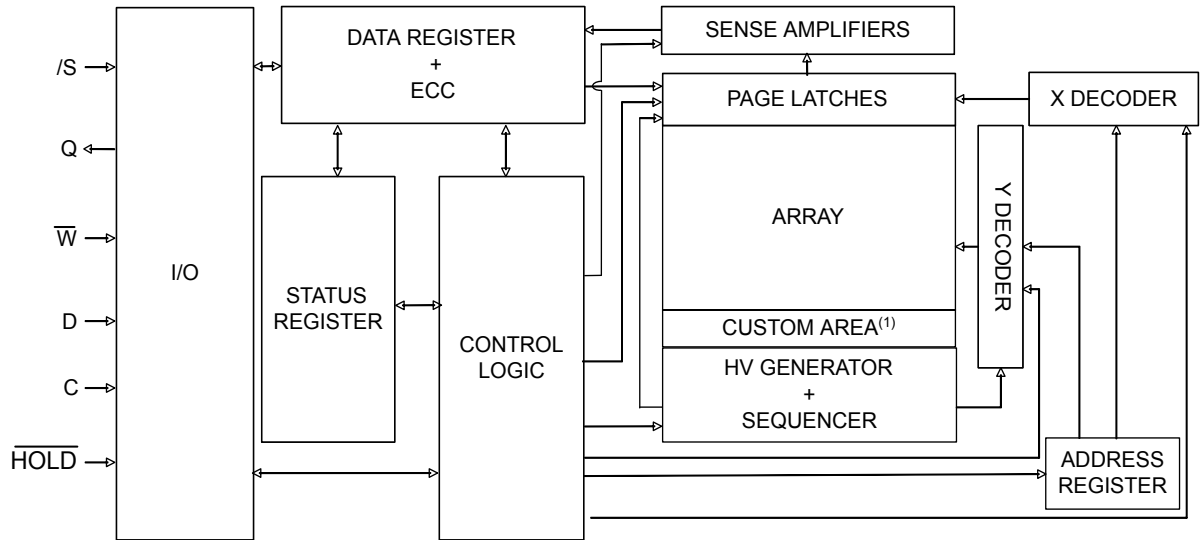 /S
Q
W̅
D
C
H̅O̅L̅D̅
I/O
DATA REGISTER
+
ECC
STATUS
REGISTER
CONTROL
LOGIC
SENSE AMPLIFIERS
PAGE LATCHES
ARRAY
CUSTOM AREA(1)
HV GENERATOR
+
SEQUENCER
Y DECODER
X DECODER
ADDRESS
REGISTER